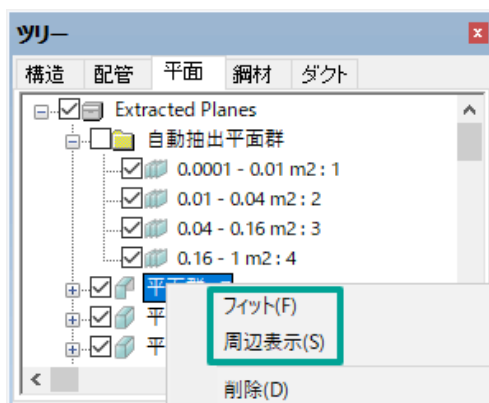 ツリー
構造 配管 平面 鋼材 ダクト
Extracted Planes
自動抽出平面群
0.0001 - 0.01 m2 : 1
0.01 - 0.04 m2 : 2
0.04 - 0.16 m2 : 3
0.16 - 1 m2 : 4
平面群
フィット(F)
平
周辺表示(S)
平
削除(D)